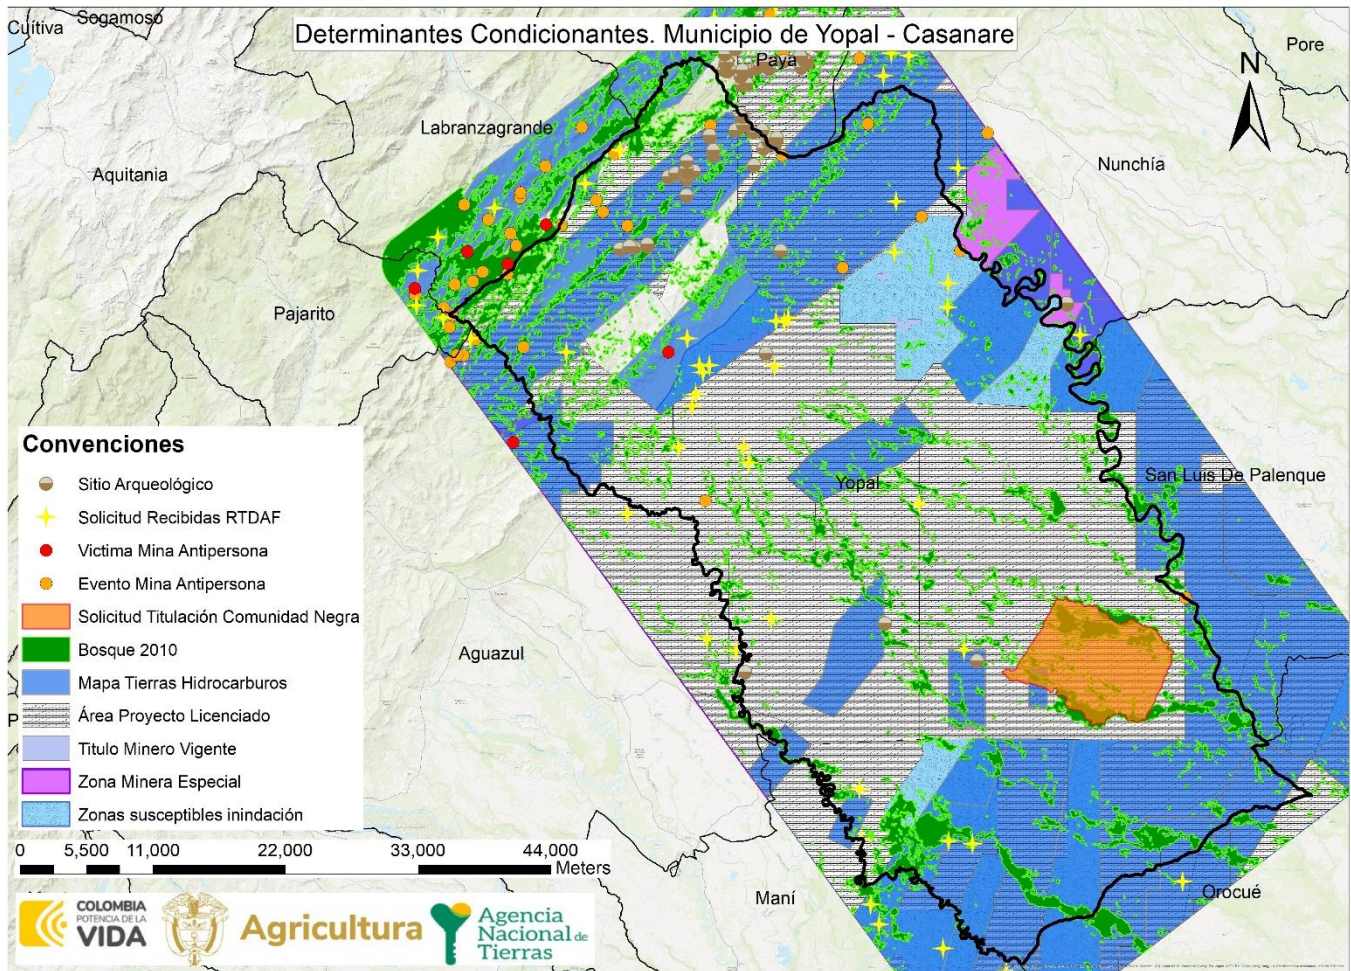 Sogamoso
Cuitiva
Determinantes Condicionantes. Municipio de Yopal - Casanare
Pore
Paya
N
Labranzagrande
Nunchía
Aquitania
Pajarito
Convenciones
Sitio Arqueológico
Solicitud Recibidas RTDAF
Victima Mina Antipersona
Evento Mina Antipersona
Solicitud Titulación Comunidad Negra
Bosque 2010
Mapa Tierras Hidrocarburos
Área Proyecto Licenciado
Titulo Minero Vigente
Zona Minera Especial
Zonas susceptibles inindación
San Luis De Palenque
Yopal
Aguazul
P
0 5,500 11,000 22,000 33,000 44,000
Meters
Maní
Orocué
COLOMBIA
POTENCIA DE LA
VIDA
Agricultura
Agencia
Nacional de
Tierras